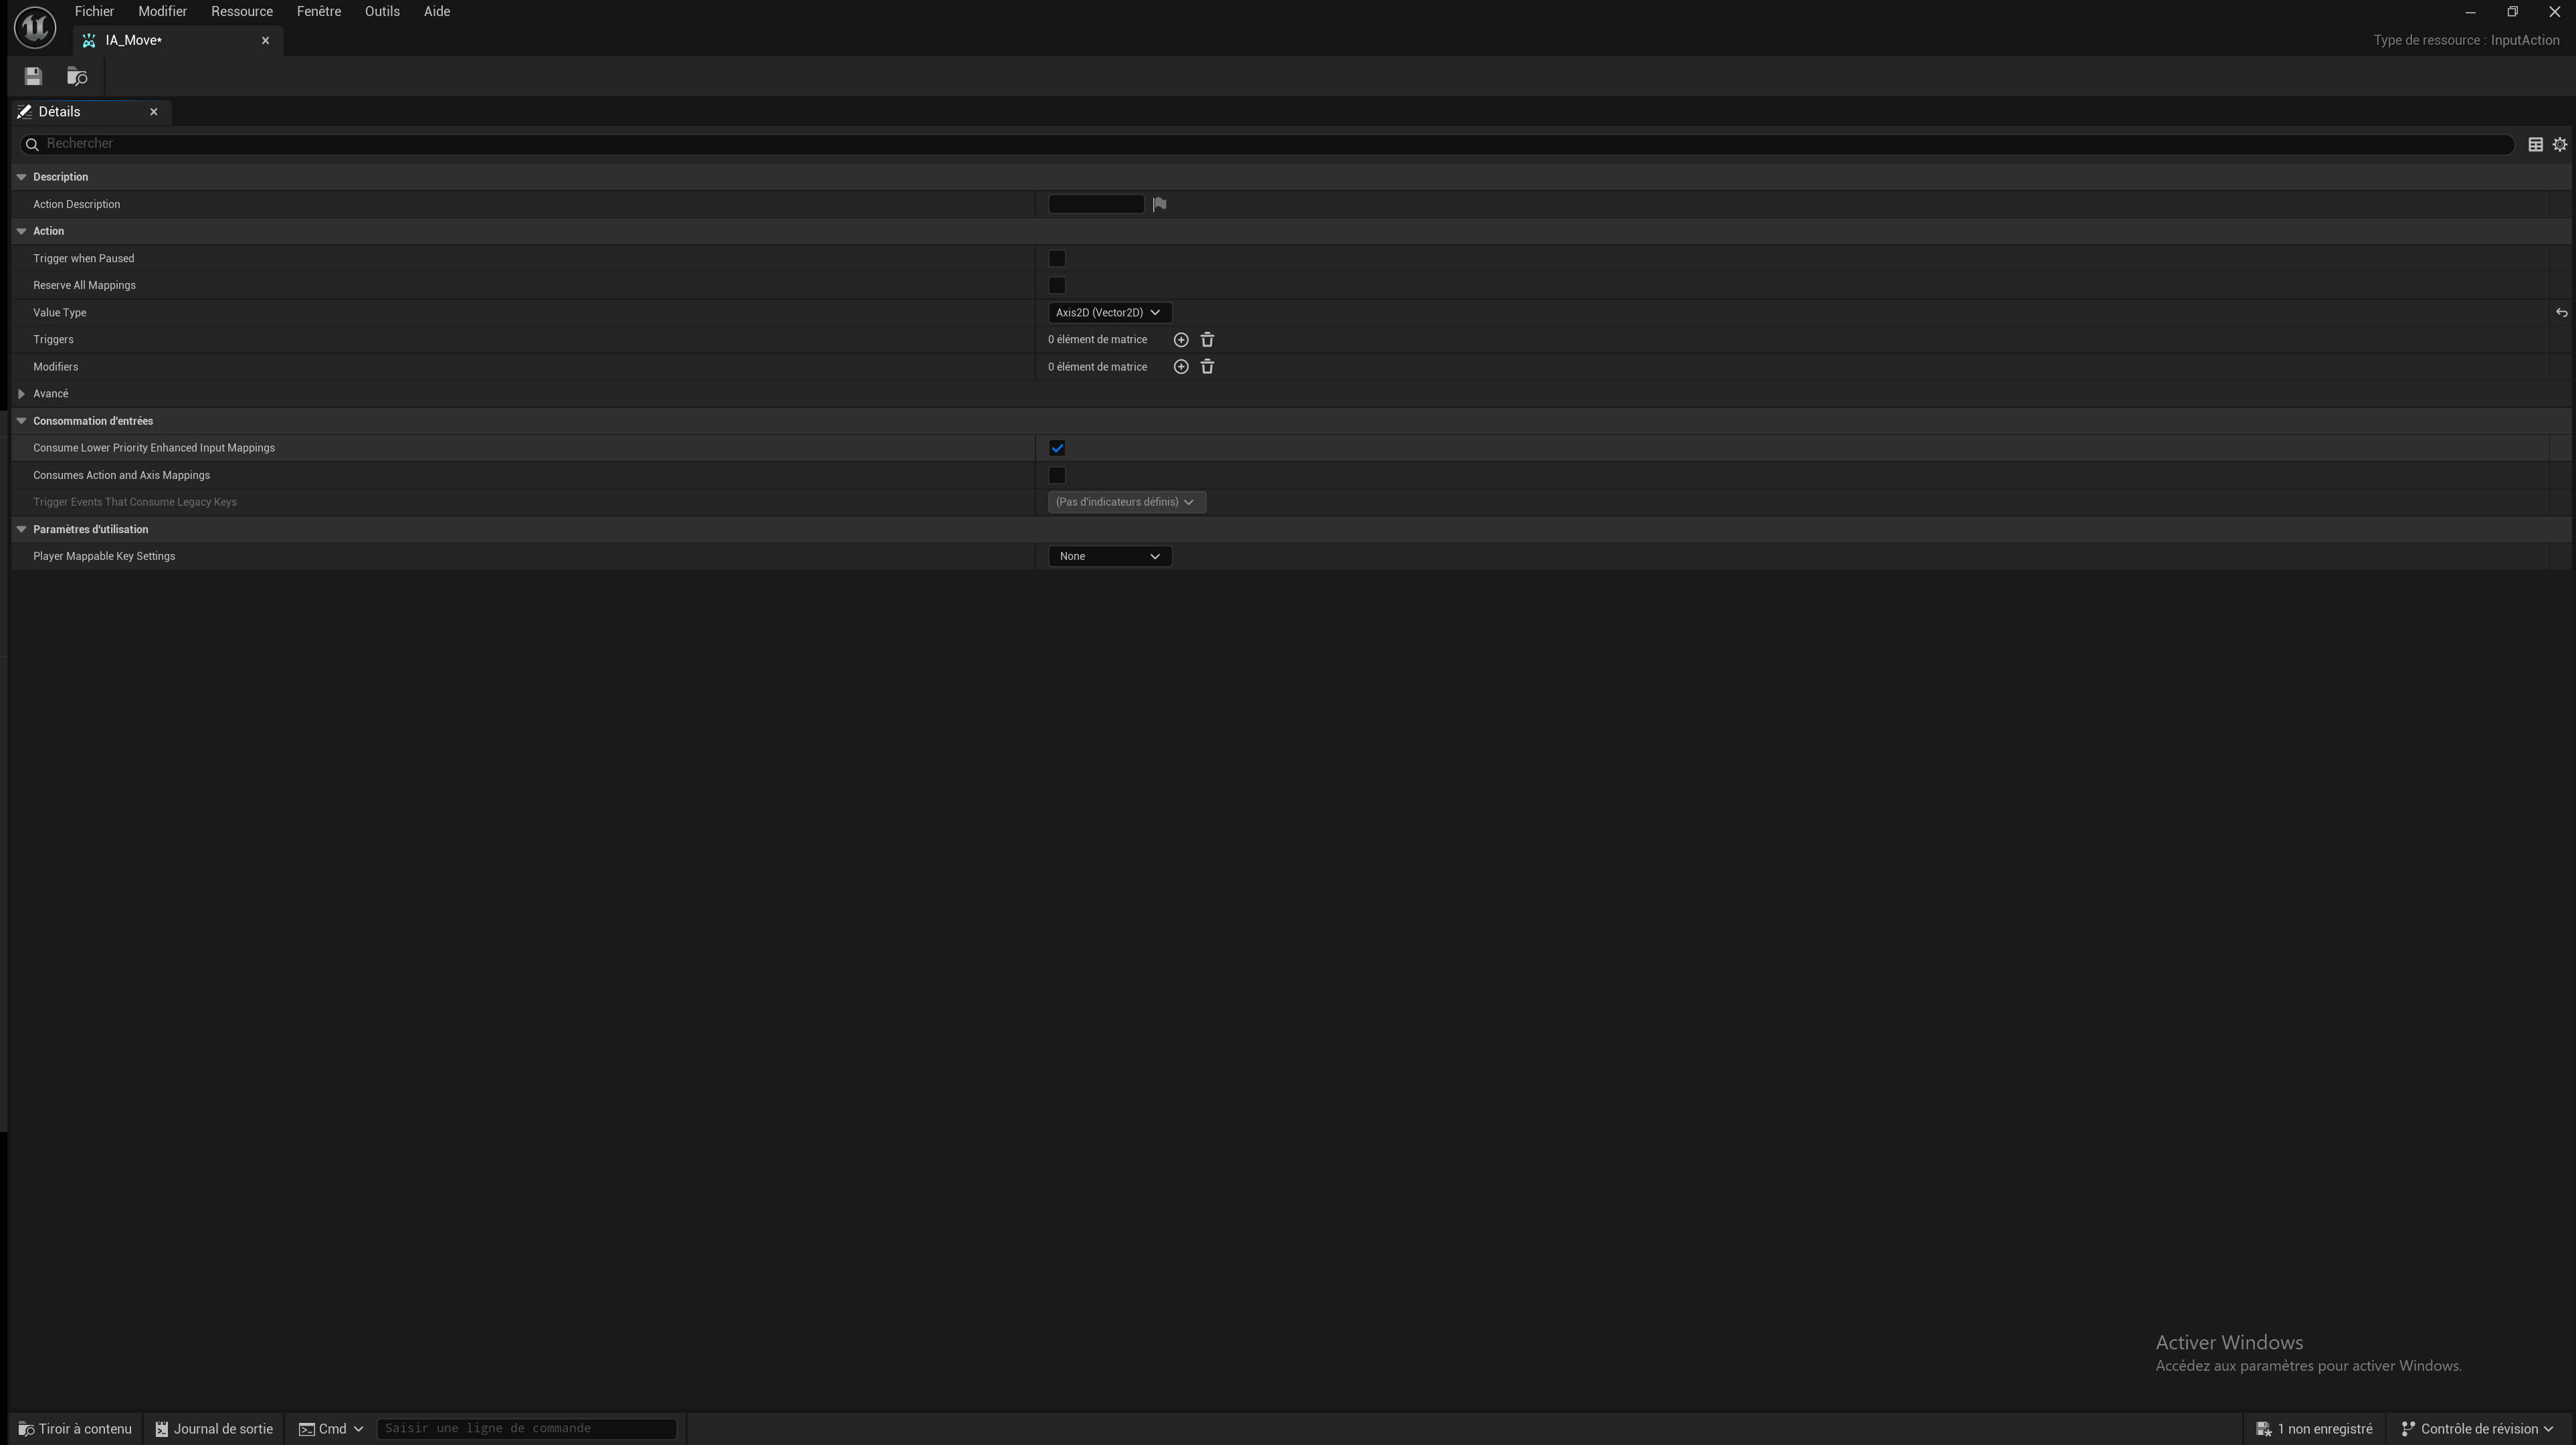 Fichier Modifier Ressource Fenêtre Outils Aide
IA_Move*
Type de ressource : InputAction
Détails
Rechercher
Description
Action Description
Action
Trigger when Paused
Reserve All Mappings
Value Type Axis2D (Vector2D)
Triggers 0 élément de matrice
Modifiers 0 élément de matrice
Avancé
Consommation d'entrées
Consume Lower Priority Enhanced Input Mappings
Consumes Action and Axis Mappings
Trigger Events That Consume Legacy Keys (Pas d'indicateurs définis)
Paramètres d'utilisation
Player Mappable Key Settings None
Activer Windows
Accédez aux paramètres pour activer Windows.
Tiroir à contenu Journal de sortie Cmd Saisir une ligne de commande 1 non enregistré Contrôle de révision